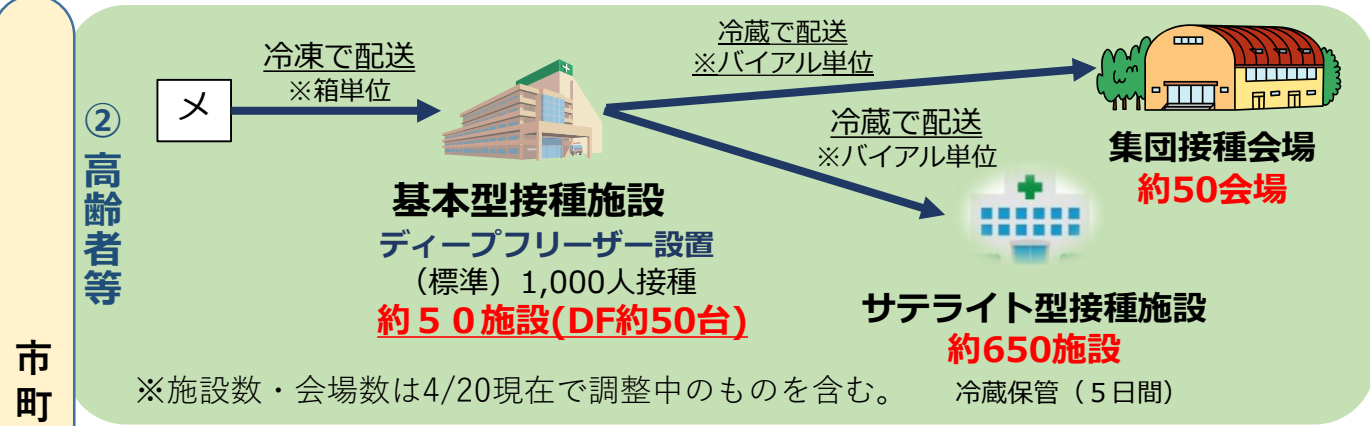 市町
②高齢者等
メ
冷凍で配送
※箱単位
基本型接種施設
ディープフリーザー設置
（標準）1,000人接種
約５０施設(DF約50台)
冷蔵で配送
※バイアル単位
冷蔵で配送
※バイアル単位
集団接種会場
約50会場
サテライト型接種施設
約650施設
冷蔵保管（５日間）
※施設数・会場数は4/20現在で調整中のものを含む。